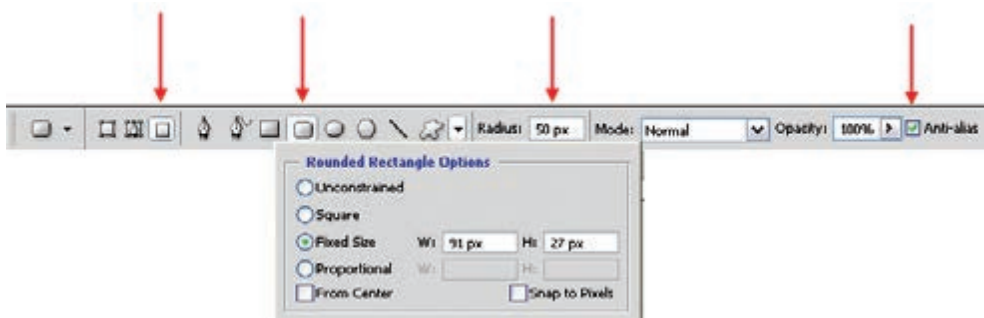 Radius: 50 px Mode: Normal Opacity: 100% Anti-alias
Rounded Rectangle Options
Unconstrained
Square
Fixed Size W: 91 px H: 27 px
Proportional W: H:
From Center Snap to Pixels